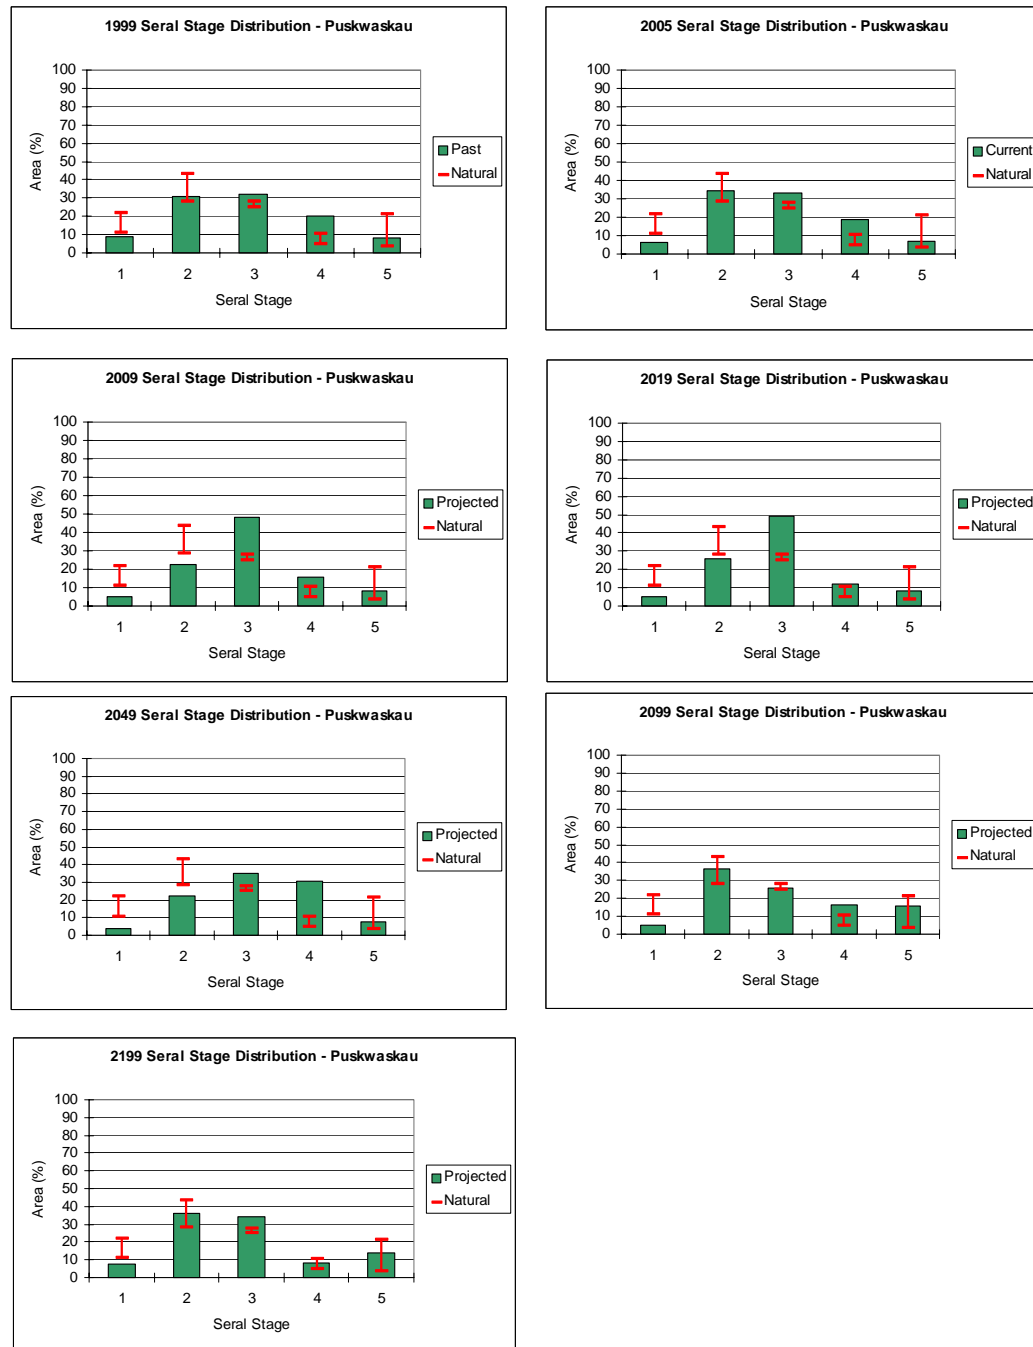 1999 Seral Stage Distribution - Puskwaskau
100
90
80
70
60
50
40
30
20
10
0
Area (%)
1 2 3 4 5
Seral Stage
Past
Natural
2005 Seral Stage Distribution - Puskwaskau
100
90
80
70
60
50
40
30
20
10
0
Area (%)
1 2 3 4 5
Seral Stage
Current
Natural
2009 Seral Stage Distribution - Puskwaskau
100
90
80
70
60
50
40
30
20
10
0
Area (%)
1 2 3 4 5
Seral Stage
Projected
Natural
2019 Seral Stage Distribution - Puskwaskau
100
90
80
70
60
50
40
30
20
10
0
Area (%)
1 2 3 4 5
Seral Stage
Projected
Natural
2049 Seral Stage Distribution - Puskwaskau
100
90
80
70
60
50
40
30
20
10
0
Area (%)
1 2 3 4 5
Seral Stage
Projected
Natural
2099 Seral Stage Distribution - Puskwaskau
100
90
80
70
60
50
40
30
20
10
0
Area (%)
1 2 3 4 5
Seral Stage
Projected
Natural
2199 Seral Stage Distribution - Puskwaskau
100
90
80
70
60
50
40
30
20
10
0
Area (%)
1 2 3 4 5
Seral Stage
Projected
Natural